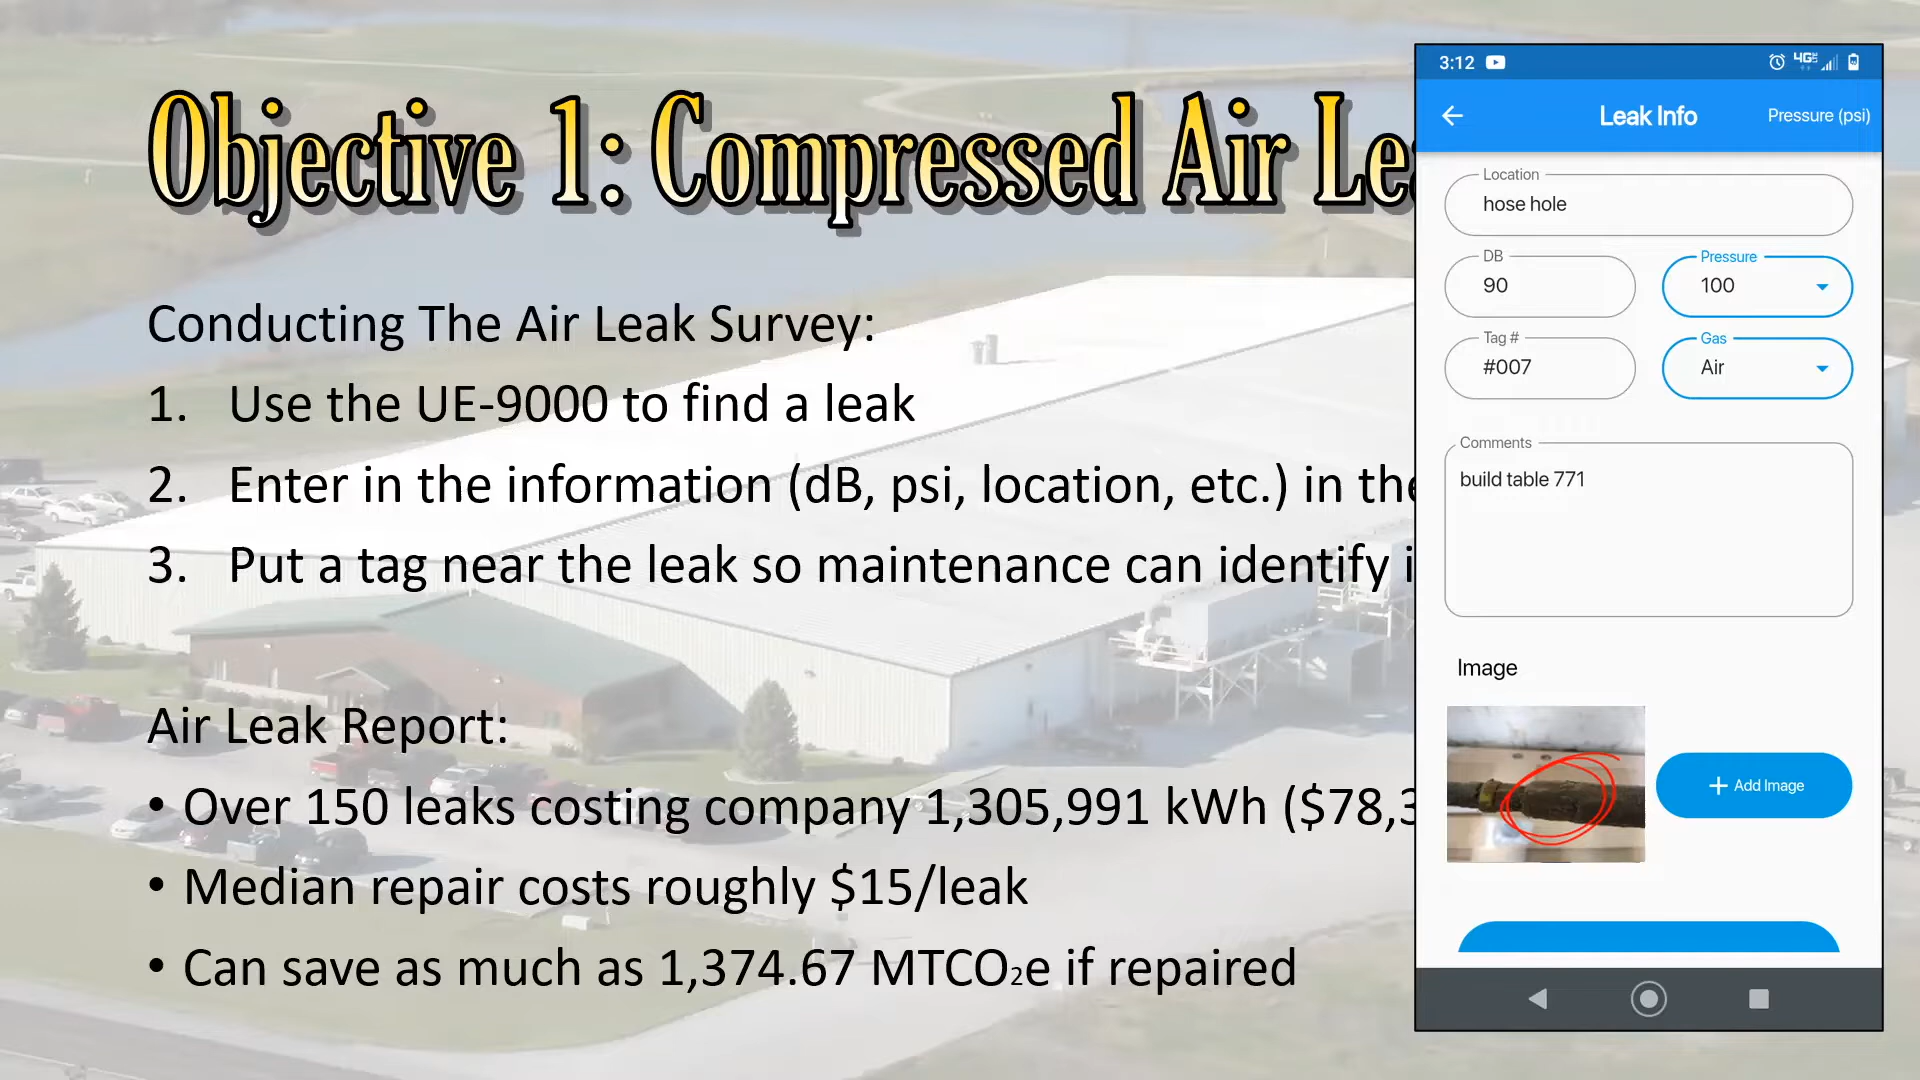 Objective 1: Compressed Air
Conducting The Air Leak Survey:
1. Use the UE-9000 to find a leak
2. Enter in the information (dB, psi, location, etc.) in the
3. Put a tag near the leak so maintenance can identify
Air Leak Report:
• Over 150 leaks costing company 1,305,991 kWh ($78,3
• Median repair costs roughly $15/leak
• Can save as much as 1,374.67 MTCO₂e if repaired
3:12
4GE
Leak Info
Pressure (psi)
Location
hose hole
DB
90
Pressure
100
Tag #
#007
Gas
Air
Comments
build table 771
Image
+ Add Image